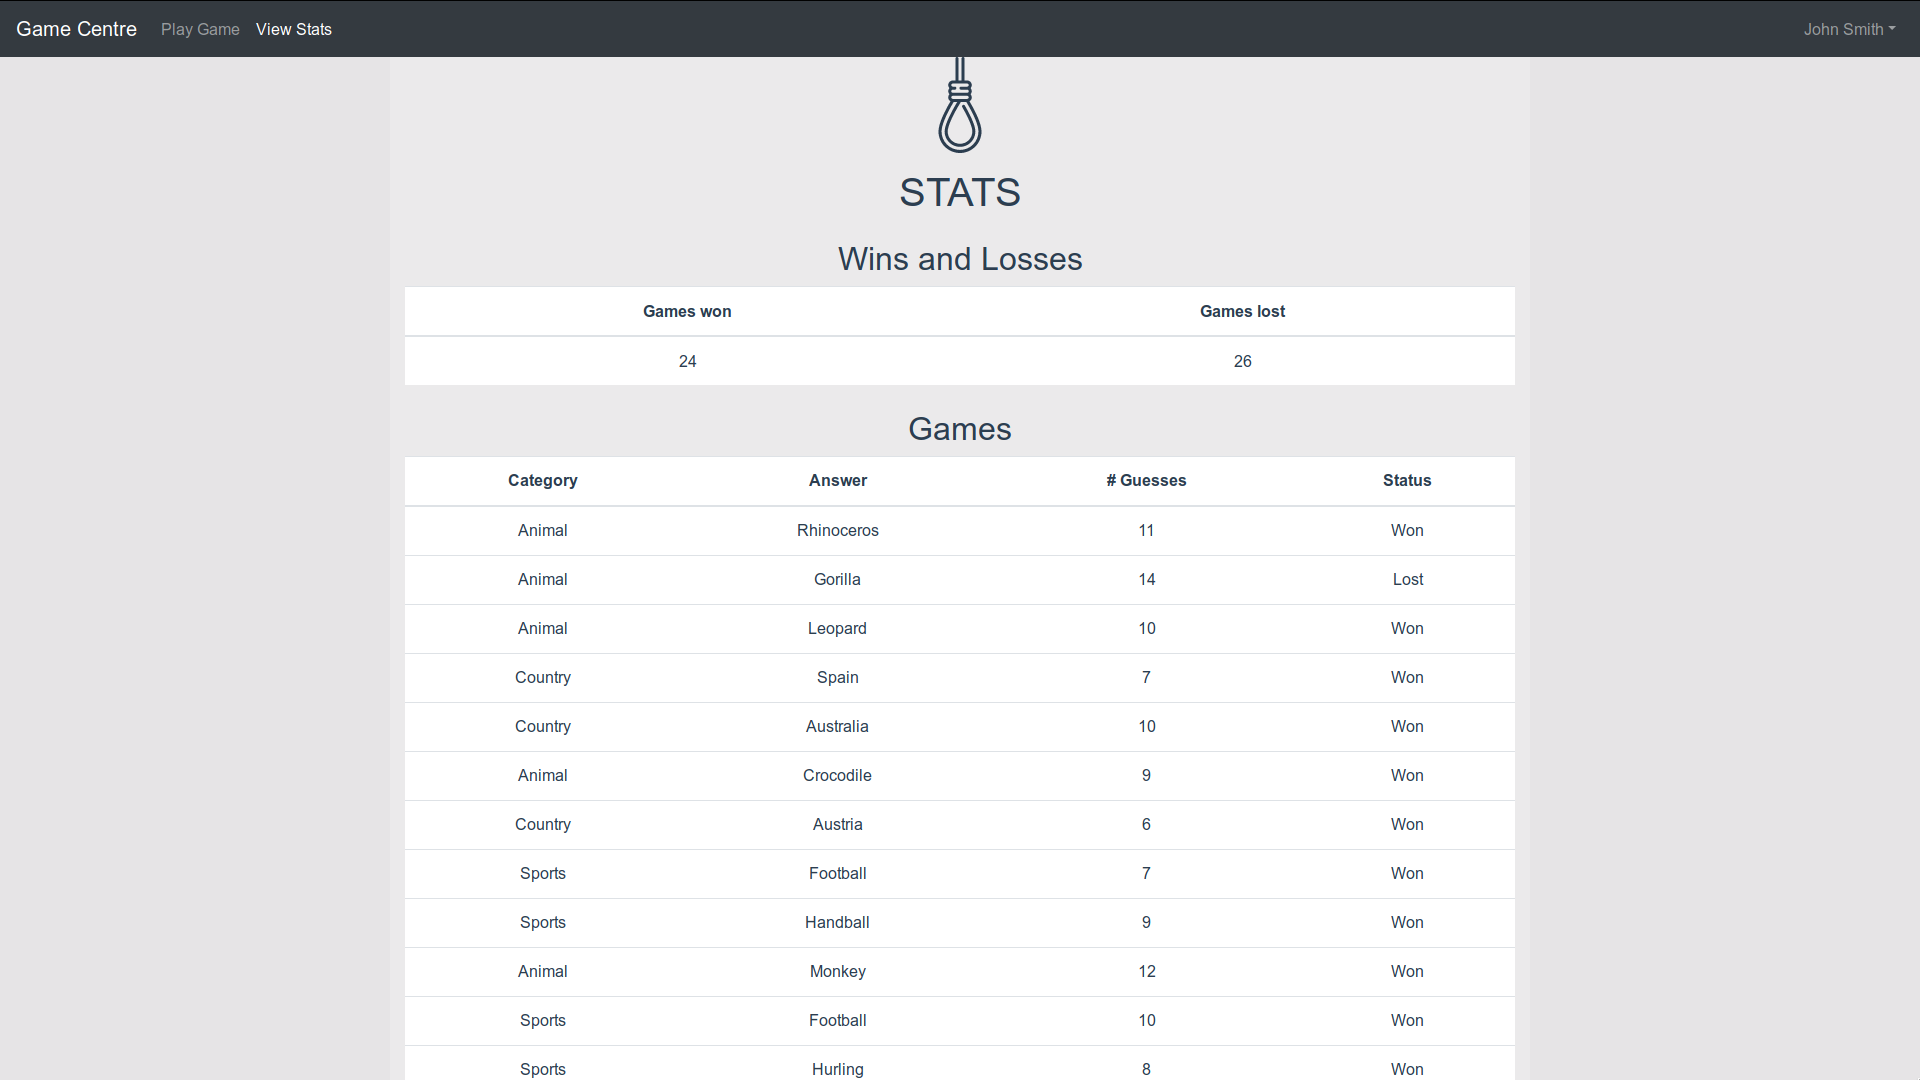 Game Centre Play Game View Stats John Smith
STATS
Wins and Losses
Games won Games lost
24 26
Games
Category Answer # Guesses Status
Animal Rhinoceros 11 Won
Animal Gorilla 14 Lost
Animal Leopard 10 Won
Country Spain 7 Won
Country Australia 10 Won
Animal Crocodile 9 Won
Country Austria 6 Won
Sports Football 7 Won
Sports Handball 9 Won
Animal Monkey 12 Won
Sports Football 10 Won
Sports Hurling 8 Won